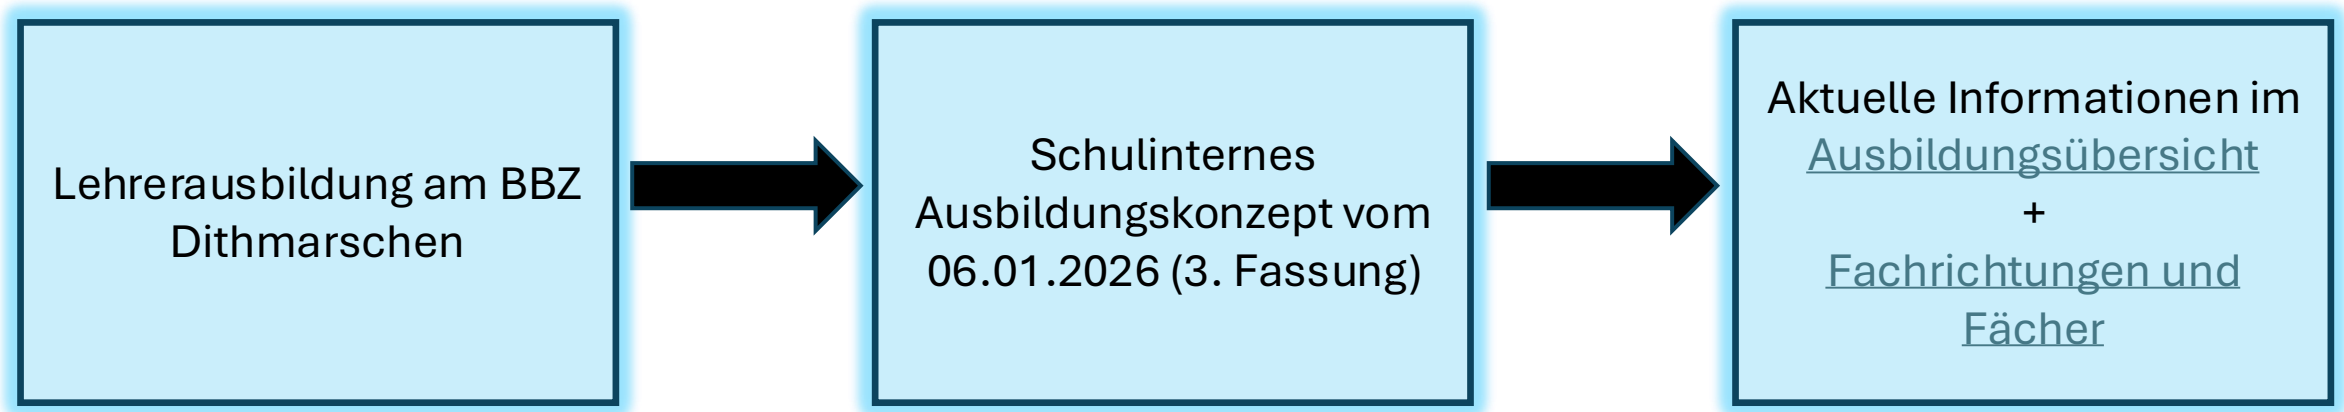 Lehrerausbildung am BBZ
Dithmarschen
Schulinternes
Ausbildungskonzept vom
06.01.2026 (3. Fassung)
Aktuelle Informationen im
Ausbildungsübersicht
+
Fachrichtungen und
Fächer